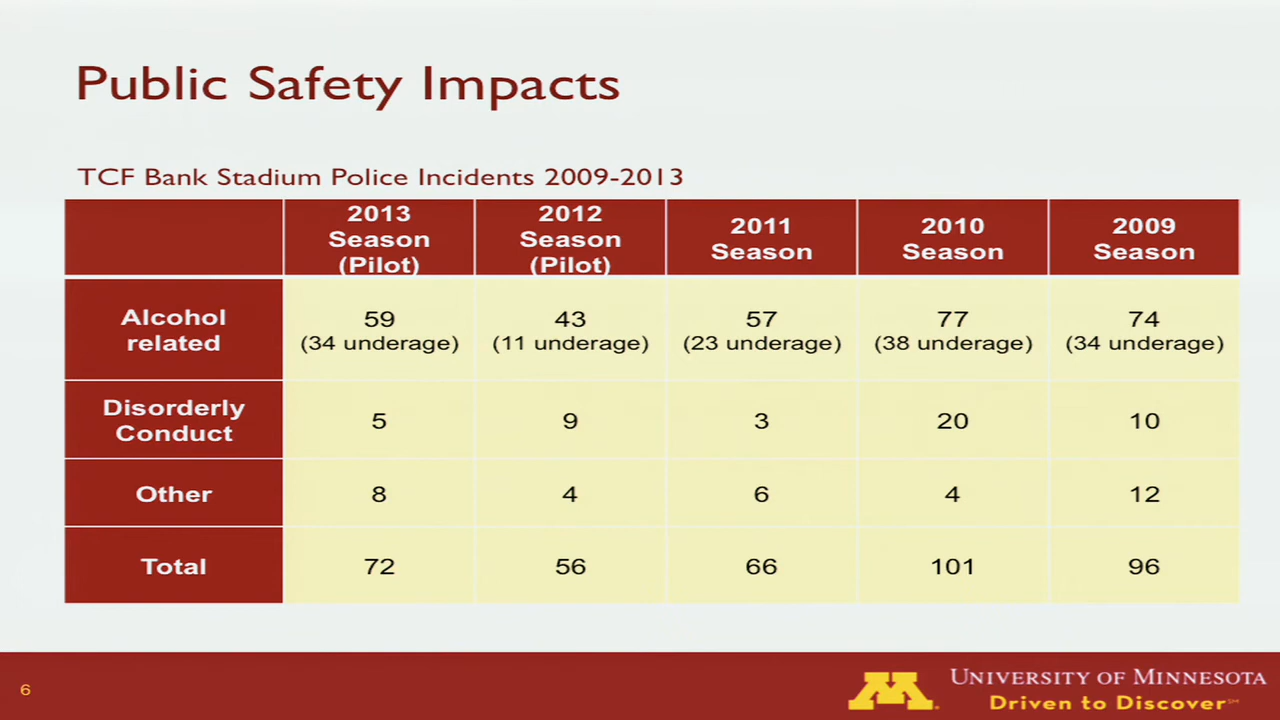 Public Safety Impacts
TCF Bank Stadium Police Incidents 2009-2013
2013 Season (Pilot) 2012 Season (Pilot) 2011 Season 2010 Season 2009 Season
Alcohol related 59 (34 underage) 43 (11 underage) 57 (23 underage) 77 (38 underage) 74 (34 underage)
Disorderly Conduct 5 9 3 20 10
Other 8 4 6 4 12
Total 72 56 66 101 96
6
M
UNIVERSITY OF MINNESOTA
Driven to Discover℠